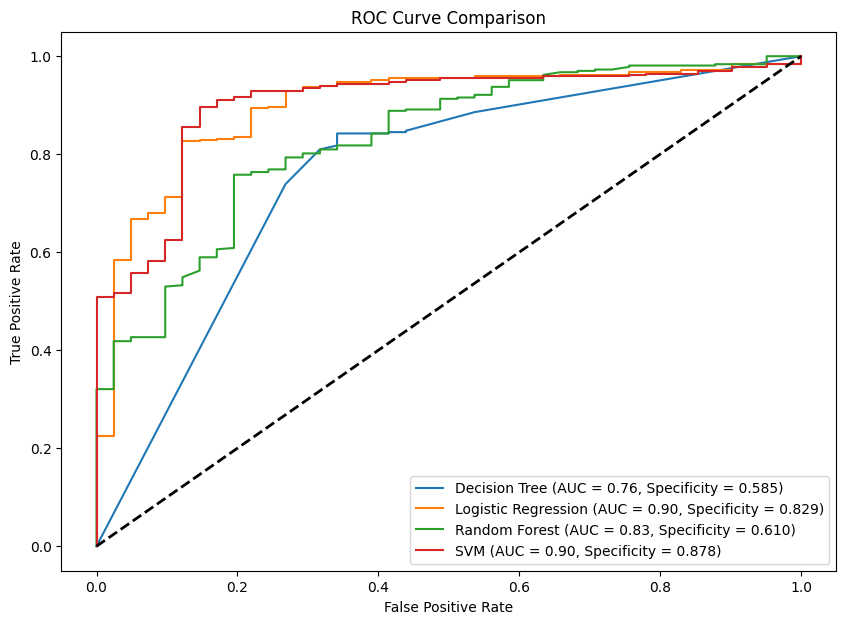 ROC Curve Comparison
True Positive Rate
1.0
0.8
0.6
0.4
0.2
0.0
Decision Tree (AUC = 0.76, Specificity = 0.585)
Logistic Regression (AUC = 0.90, Specificity = 0.829)
Random Forest (AUC = 0.83, Specificity = 0.610)
SVM (AUC = 0.90, Specificity = 0.878)
0.0 0.2 0.4 0.6 0.8 1.0
False Positive Rate